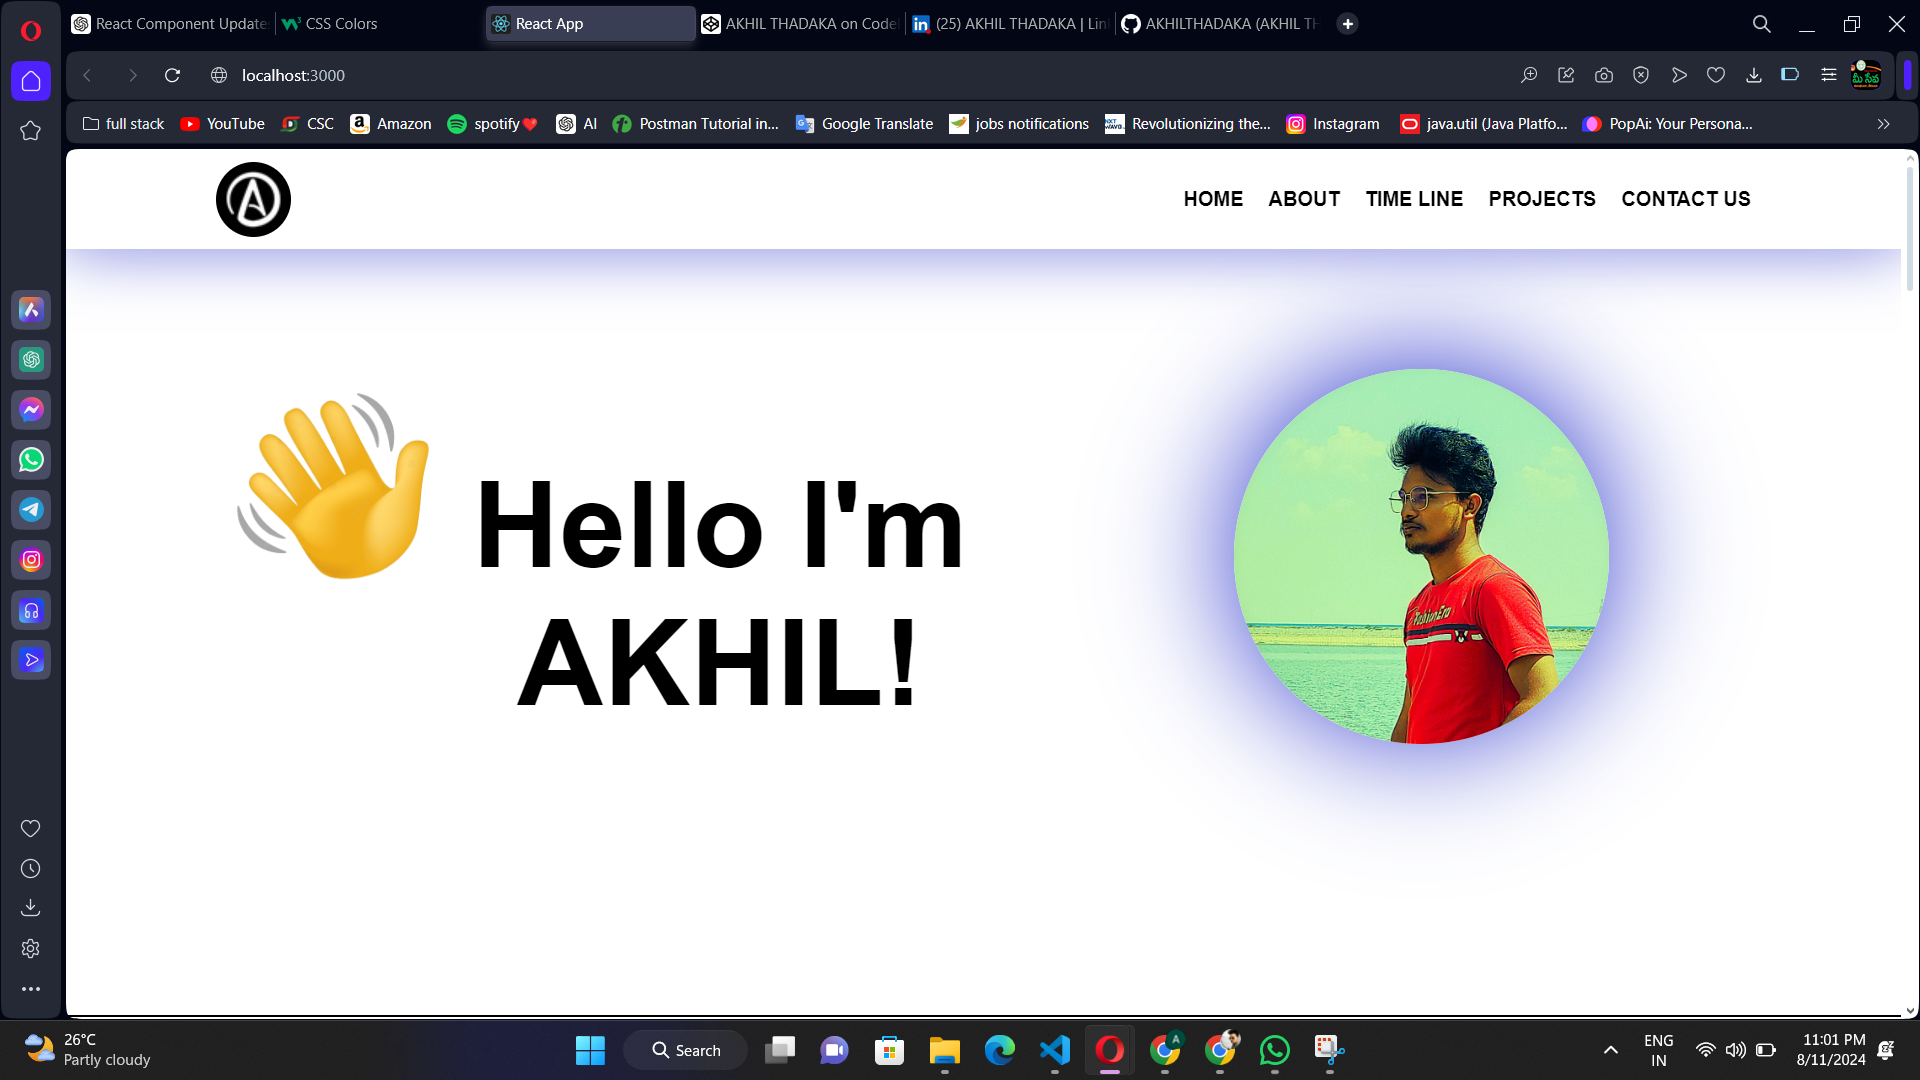 React Component Update
CSS Colors
React App
AKHIL THADAKA on Code
(25) AKHIL THADAKA | Lin
AKHILTHADAKA (AKHIL TH
localhost:3000
full stack
YouTube
CSC
Amazon
spotify❤️
AI
Postman Tutorial in...
Google Translate
jobs notifications
Revolutionizing the...
Instagram
java.util (Java Platfo...
PopAi: Your Persona...
HOME
ABOUT
TIME LINE
PROJECTS
CONTACT US
👋 Hello I'm
AKHIL!
26°C
Partly cloudy
Search
ENG
IN
11:01 PM
8/11/2024